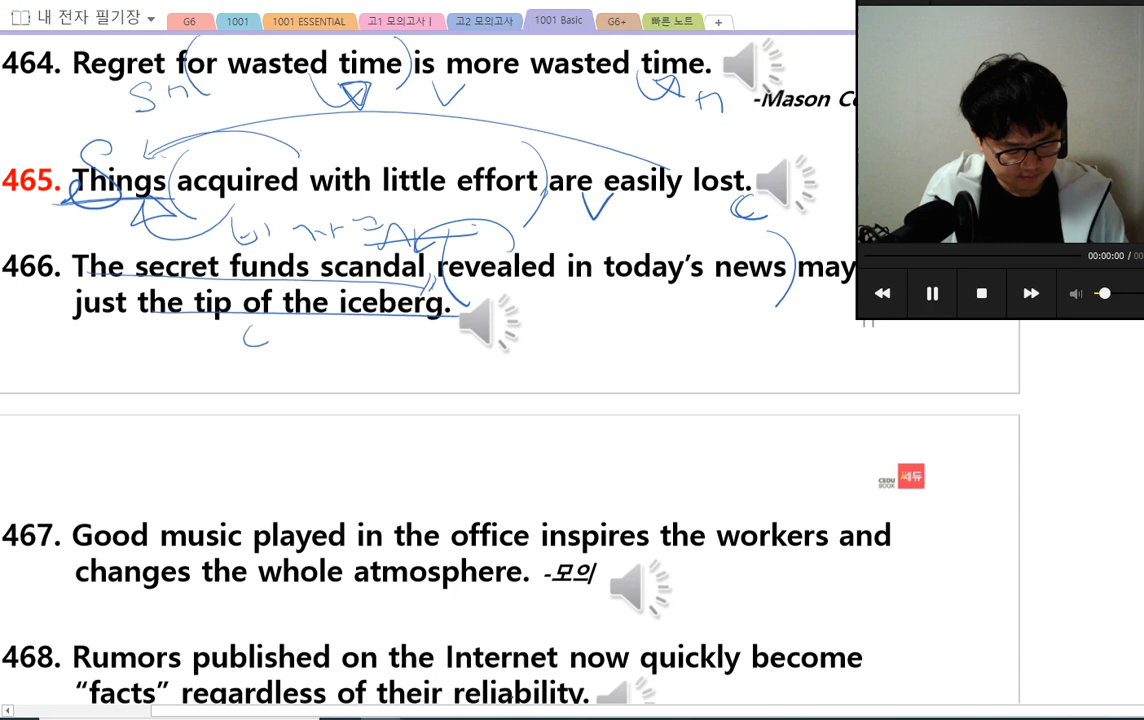 내 전자 필기장
G6
1001
1001 ESSENTIAL
고1 모의고사 I
고2 모의고사
1001 Basic
G6+
빠른 노트
464. Regret for wasted time is more wasted time.
S n V n
-Mason
465. Things acquired with little effort are easily lost.
S V C
466. The secret funds scandal revealed in today's news may
just the tip of the iceberg.
C
00:00:00 /
CEDU
BOOK
쎄듀
467. Good music played in the office inspires the workers and
changes the whole atmosphere. -모의
468. Rumors published on the Internet now quickly become
“facts” regardless of their reliability.